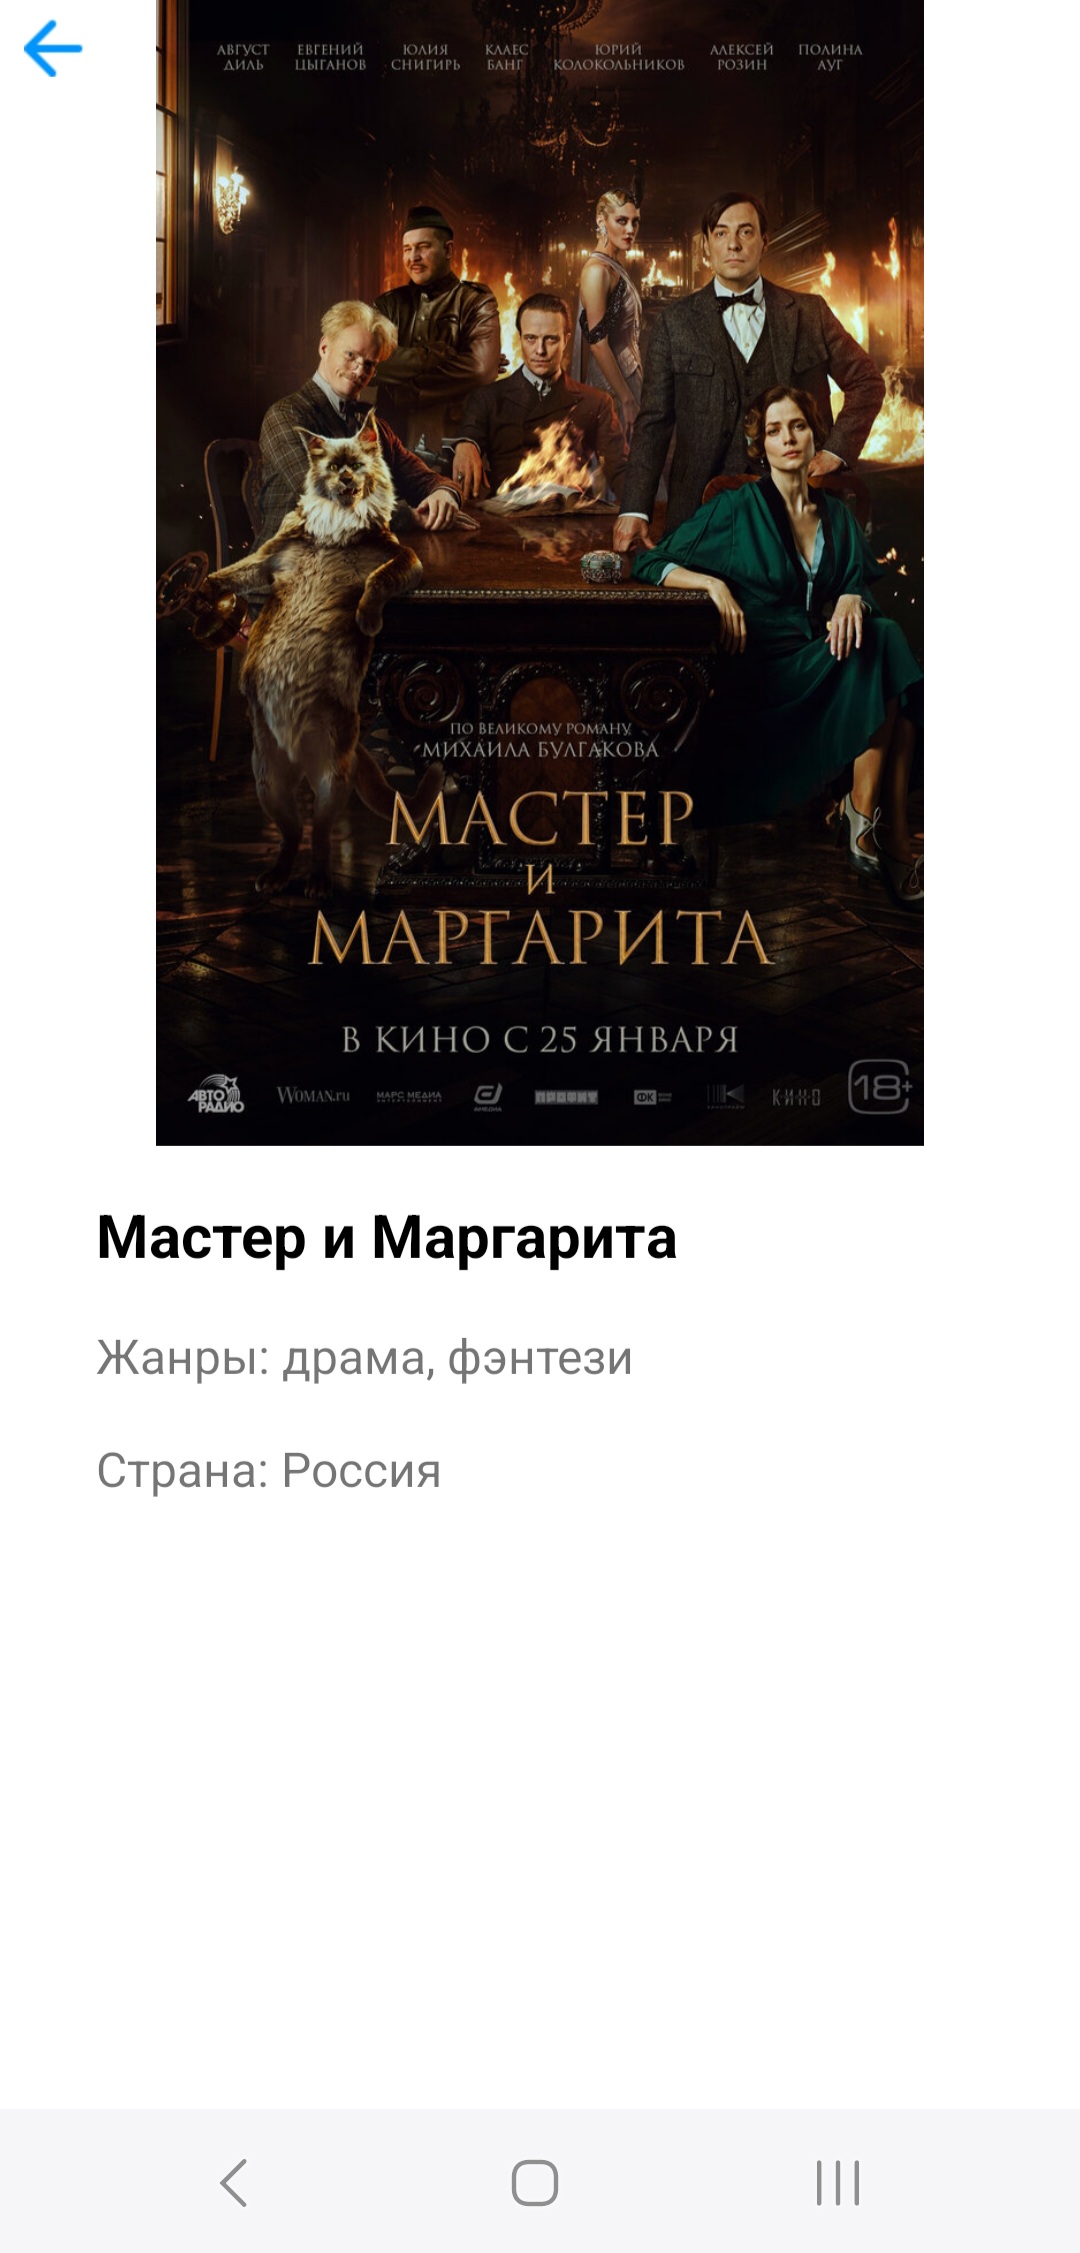 АВГУСТ ЕВГЕНИЙ ЮЛИЯ КЛАЕС ЮРИЙ АЛЕКСЕЙ ПОЛИНА
ДИЛЬ ЦЫГАНОВ СНИГИРЬ БАНГ КОЛОКОЛЬНИКОВ РОЗИН АУГ
ПО ВЕЛИКОМУ РОМАНУ
МИХАИЛА БУЛГАКОВА
МАСТЕР
И
МАРГАРИТА
В КИНО С 25 ЯНВАРЯ
АВТО
РАДИО
WOMAN.ru
МАРС МЕДИА
АМЕДИА
ФК
КИНО
18+
Мастер и Маргарита
Жанры: драма, фэнтези
Страна: Россия